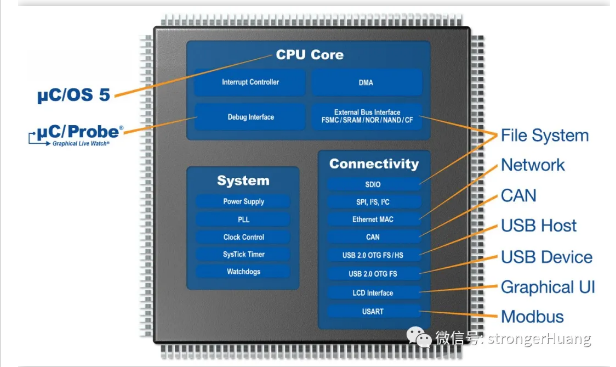 CPU Core
Interrupt Controller
DMA
Debug Interface
External Bus Interface
FSMC / SRAM / NOR / NAND / CF
µC/OS 5
µC/Probe®
Graphical Live Watch®
System
Power Supply
PLL
Clock Control
SysTick Timer
Watchdogs
Connectivity
SDIO
SPI, I²S, I²C
Ethernet MAC
CAN
USB 2.0 OTG FS / HS
USB 2.0 OTG FS
LCD Interface
USART
File System
Network
CAN
USB Host
USB Device
Graphical UI
Modbus
微信号: strongerHuang